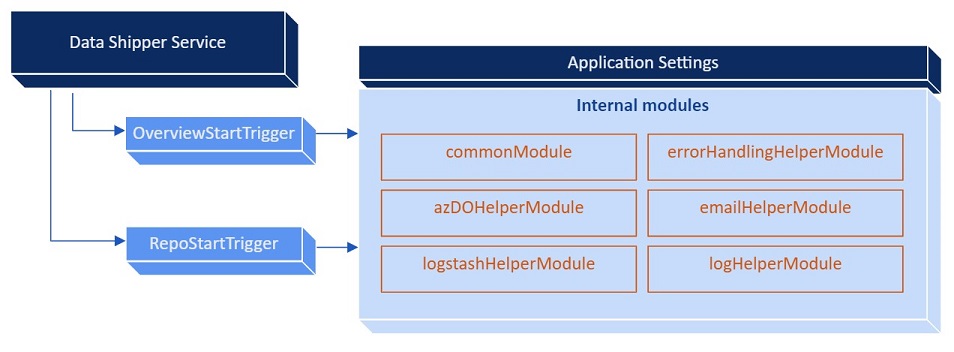 Data Shipper Service
Application Settings
Internal modules
OverviewStartTrigger
commonModule
errorHandlingHelperModule
azDOHelperModule
emailHelperModule
RepoStartTrigger
logstashHelperModule
logHelperModule